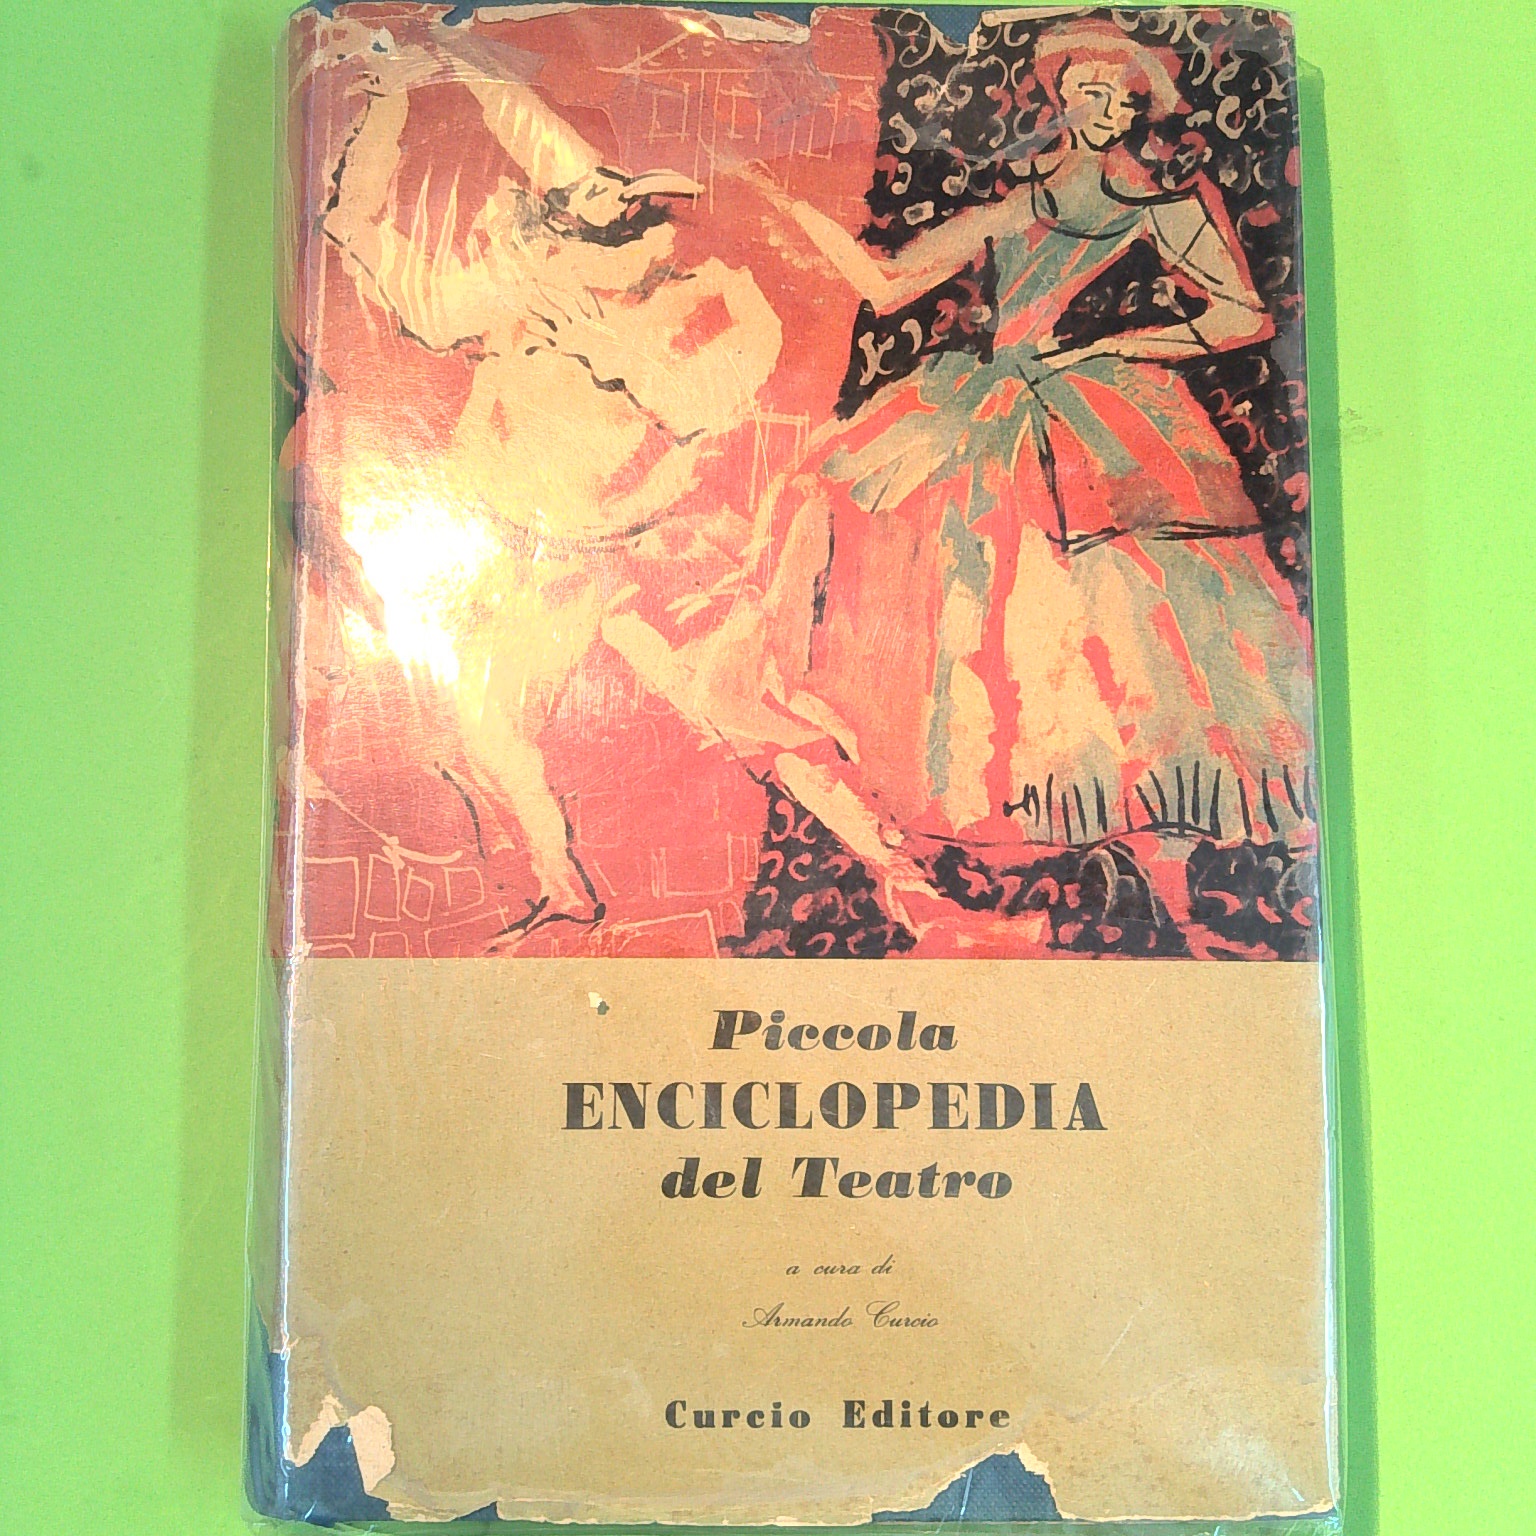 Piccola
ENCICLOPEDIA
del Teatro
a cura di
Armando Curcio
Curcio Editore